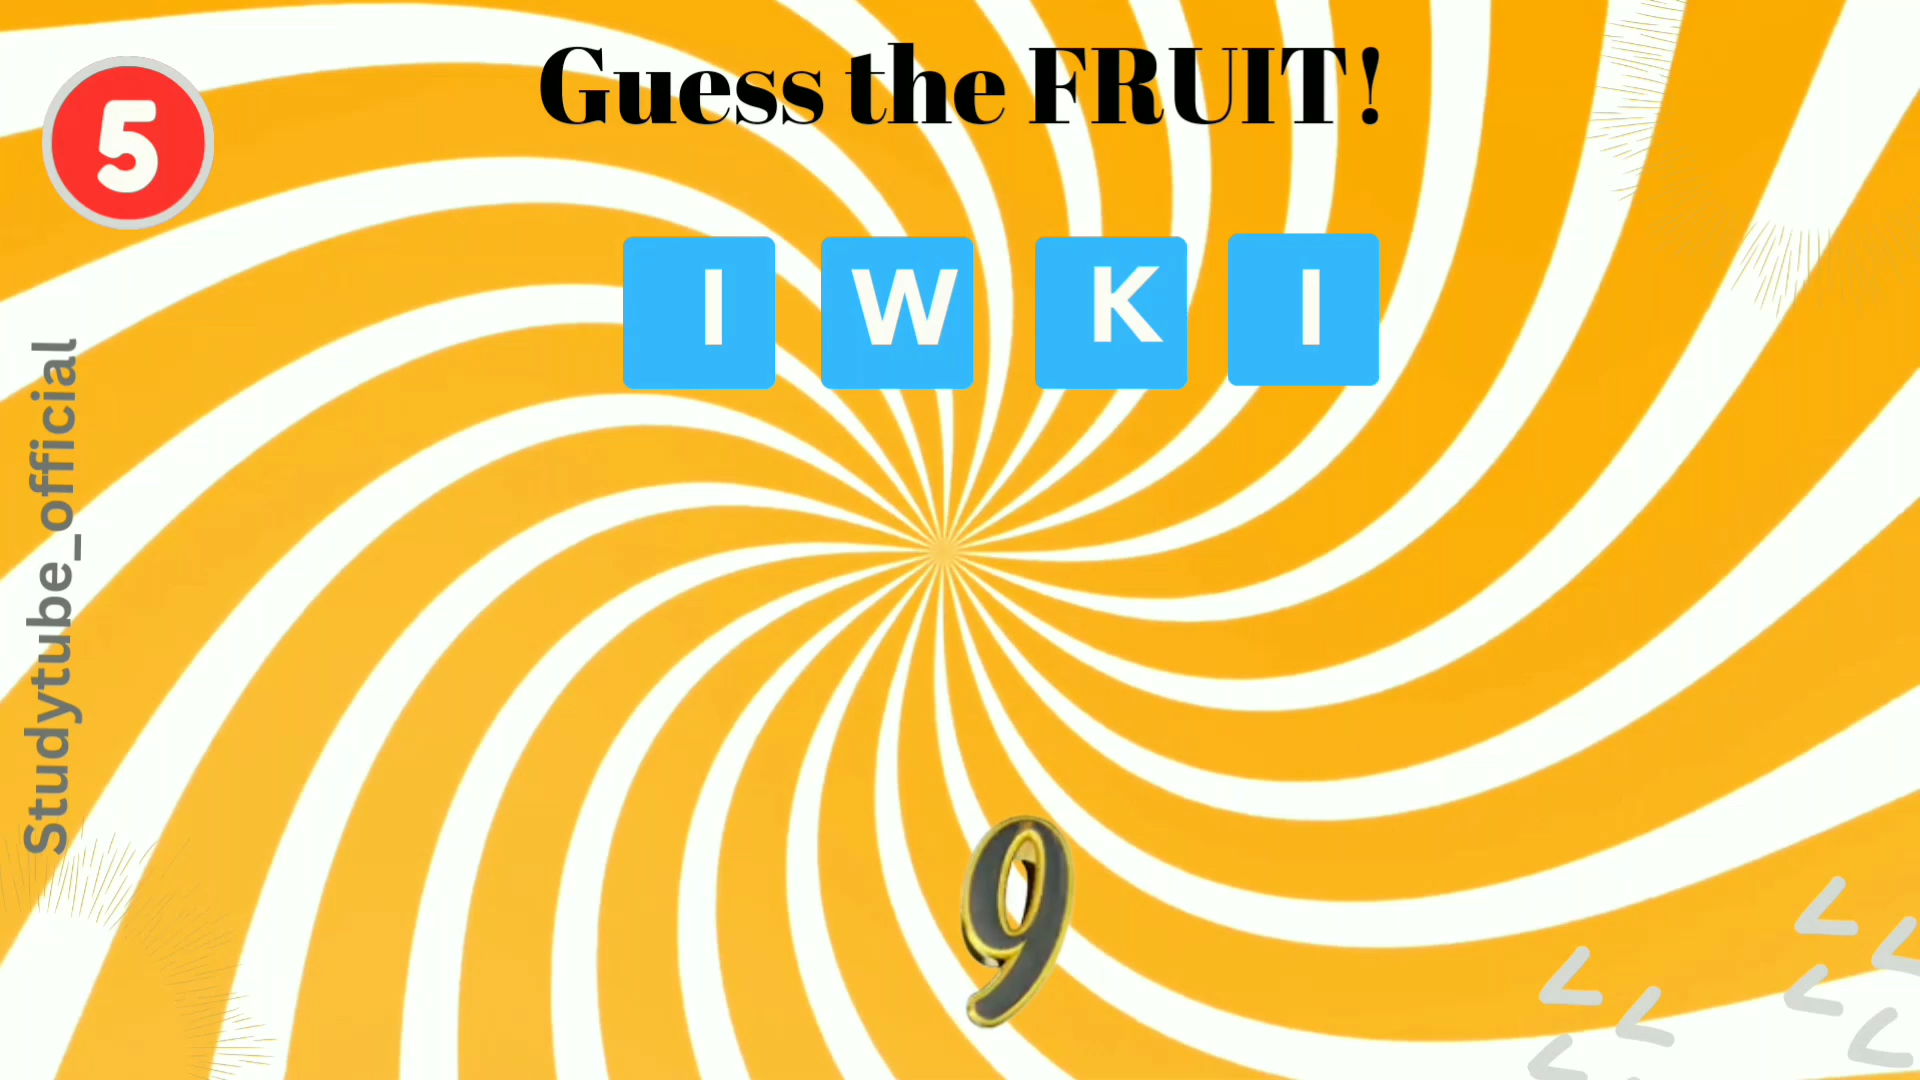 Guess the FRUIT!
5
I W K I
Studytube_official
9